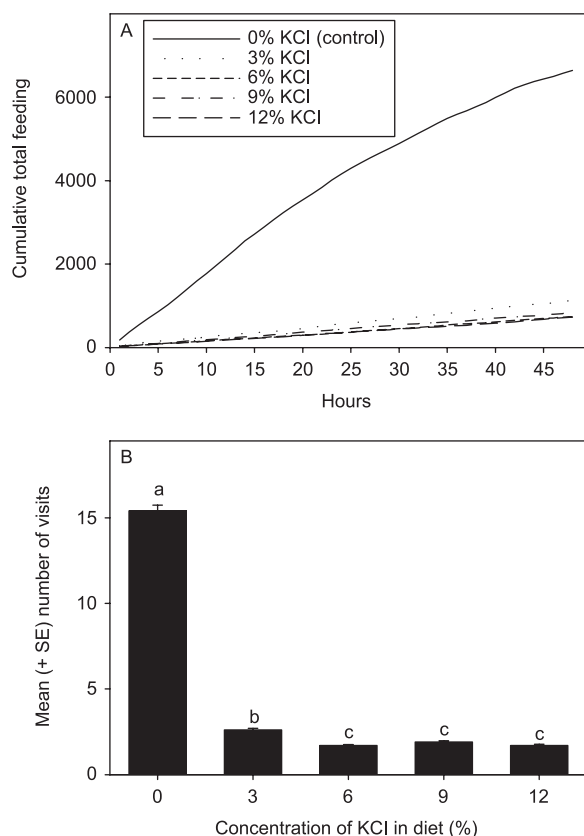 A
0% KCl (control)
3% KCl
6% KCl
9% KCl
12% KCl
6000
4000
2000
0
Cumulative total feeding
0 5 10 15 20 25 30 35 40 45
Hours
B
a
15
10
5
0
b
c
c
c
Mean (+ SE) number of visits
0 3 6 9 12
Concentration of KCl in diet (%)